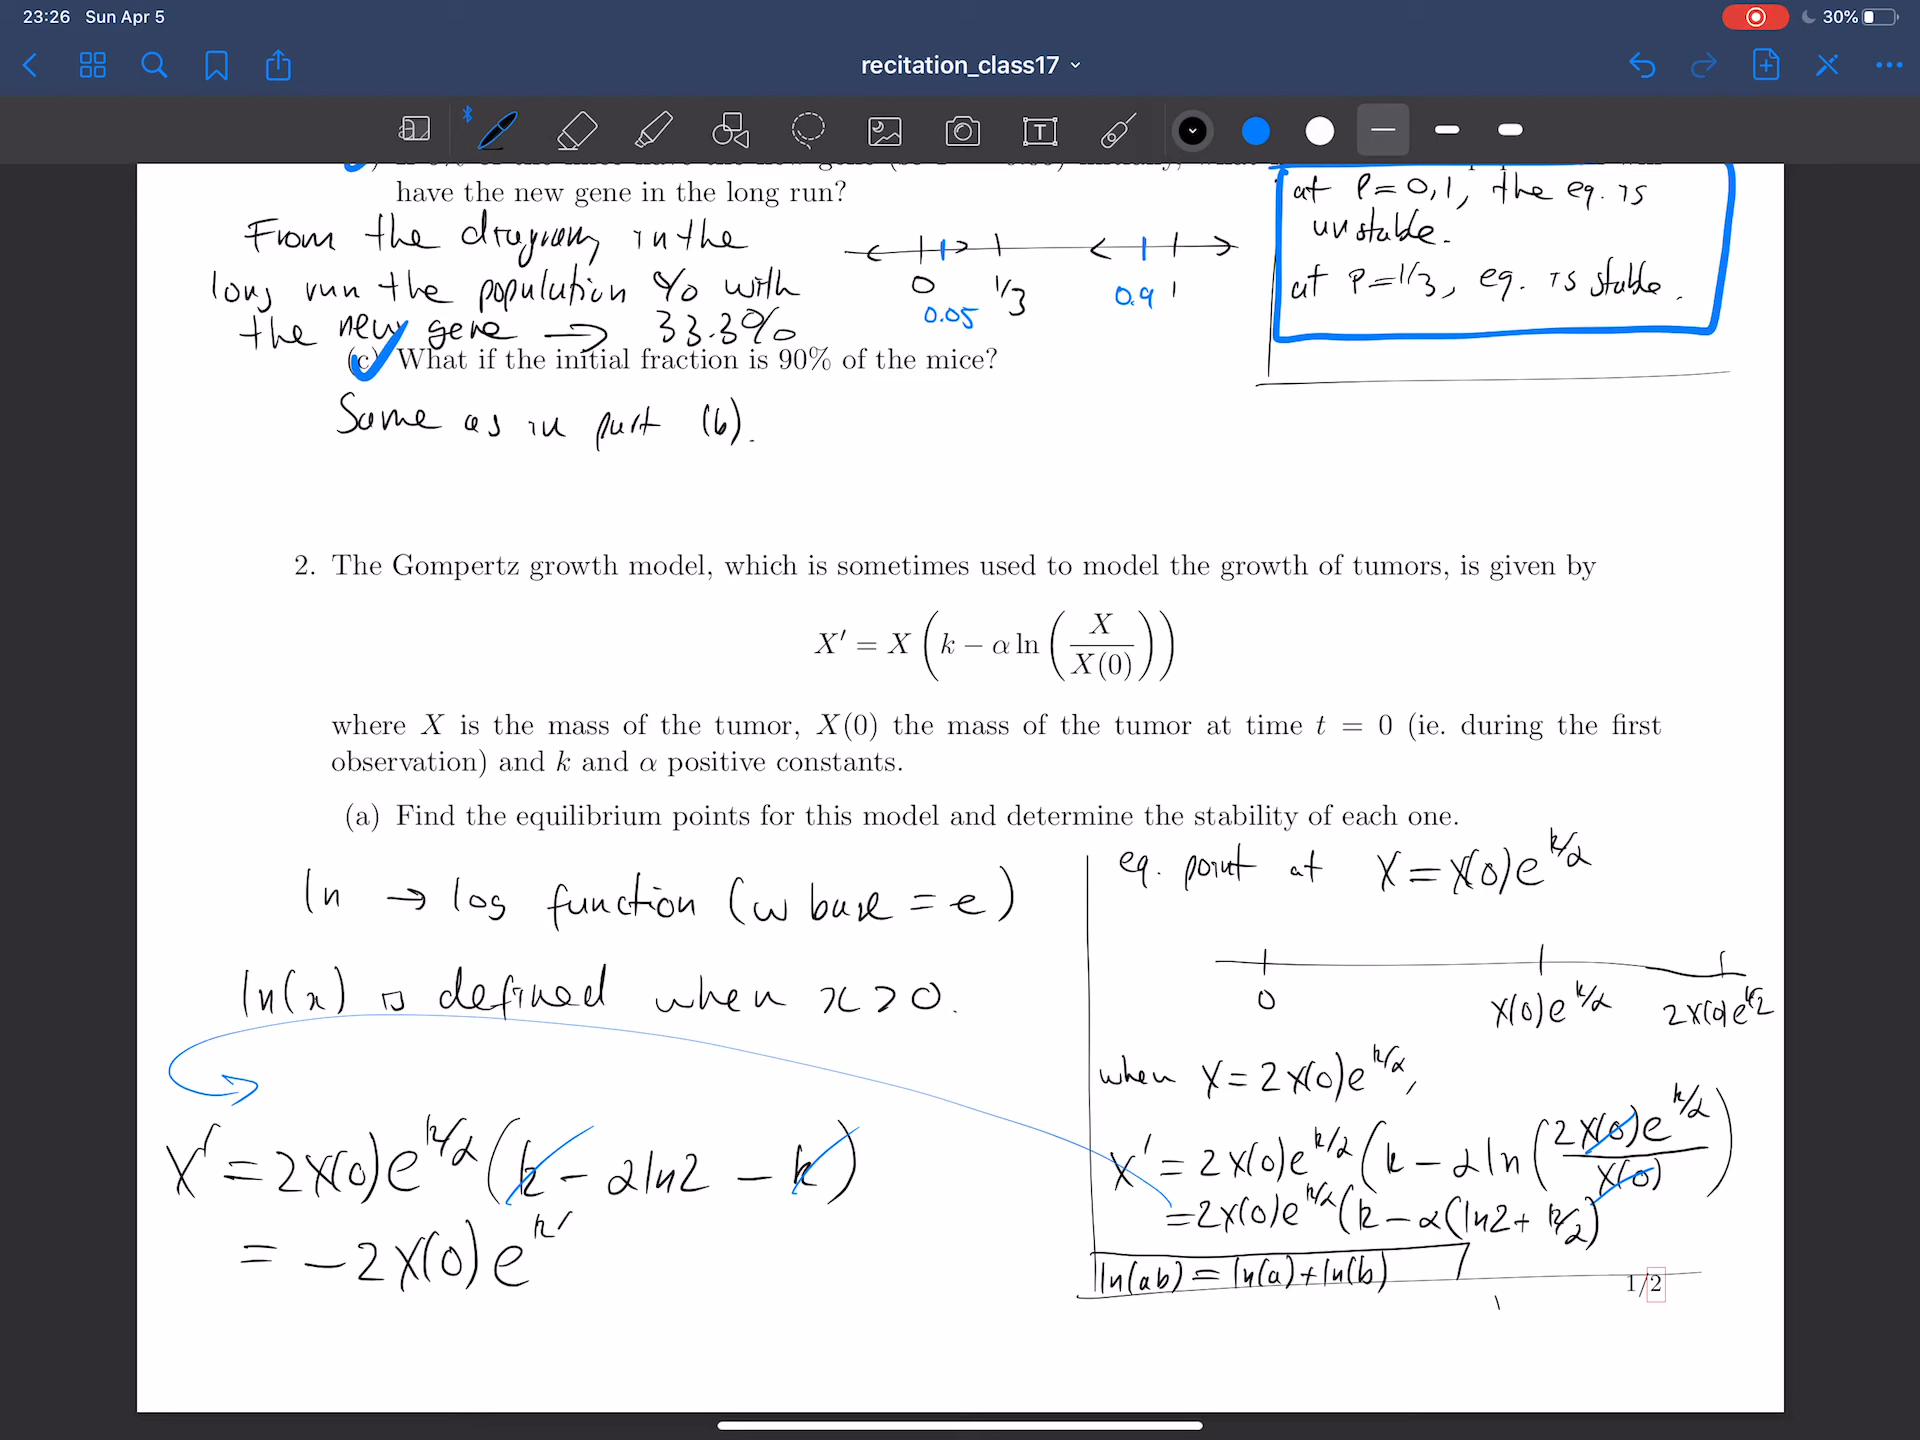 23:26 Sun Apr 5
30%
recitation_class17
have the new gene in the long run?
at P=0,1, the eq. is
unstable.
at P=1/3, eq. is stable.
From the diagram in the
long run the population % with
the new gene → 33.3%
0 1/3 1
0.05 0.9
(c) What if the initial fraction is 90% of the mice?
Same as in part (b).
2. The Gompertz growth model, which is sometimes used to model the growth of tumors, is given by
X′ = X (k − α ln (X / X(0)))
where X is the mass of the tumor, X(0) the mass of the tumor at time t = 0 (ie. during the first
observation) and k and α positive constants.
(a) Find the equilibrium points for this model and determine the stability of each one.
ln → log function (w base = e)
ln(x) is defined when x > 0.
X′ = 2X(0)e^{k/α} (k − αln2 − k)
= −2X(0)e^{k/
eq. point at X = X(0)e^{k/α}
0 X(0)e^{k/α} 2X(0)e^{k/2}
when X = 2X(0)e^{k/α},
X′ = 2X(0)e^{k/α} (k − αln (2X(0)e^{k/α} / X(0)))
= 2X(0)e^{k/α} (k − α(ln2 + k/α)
ln(ab) = ln(a) + ln(b)
1/2